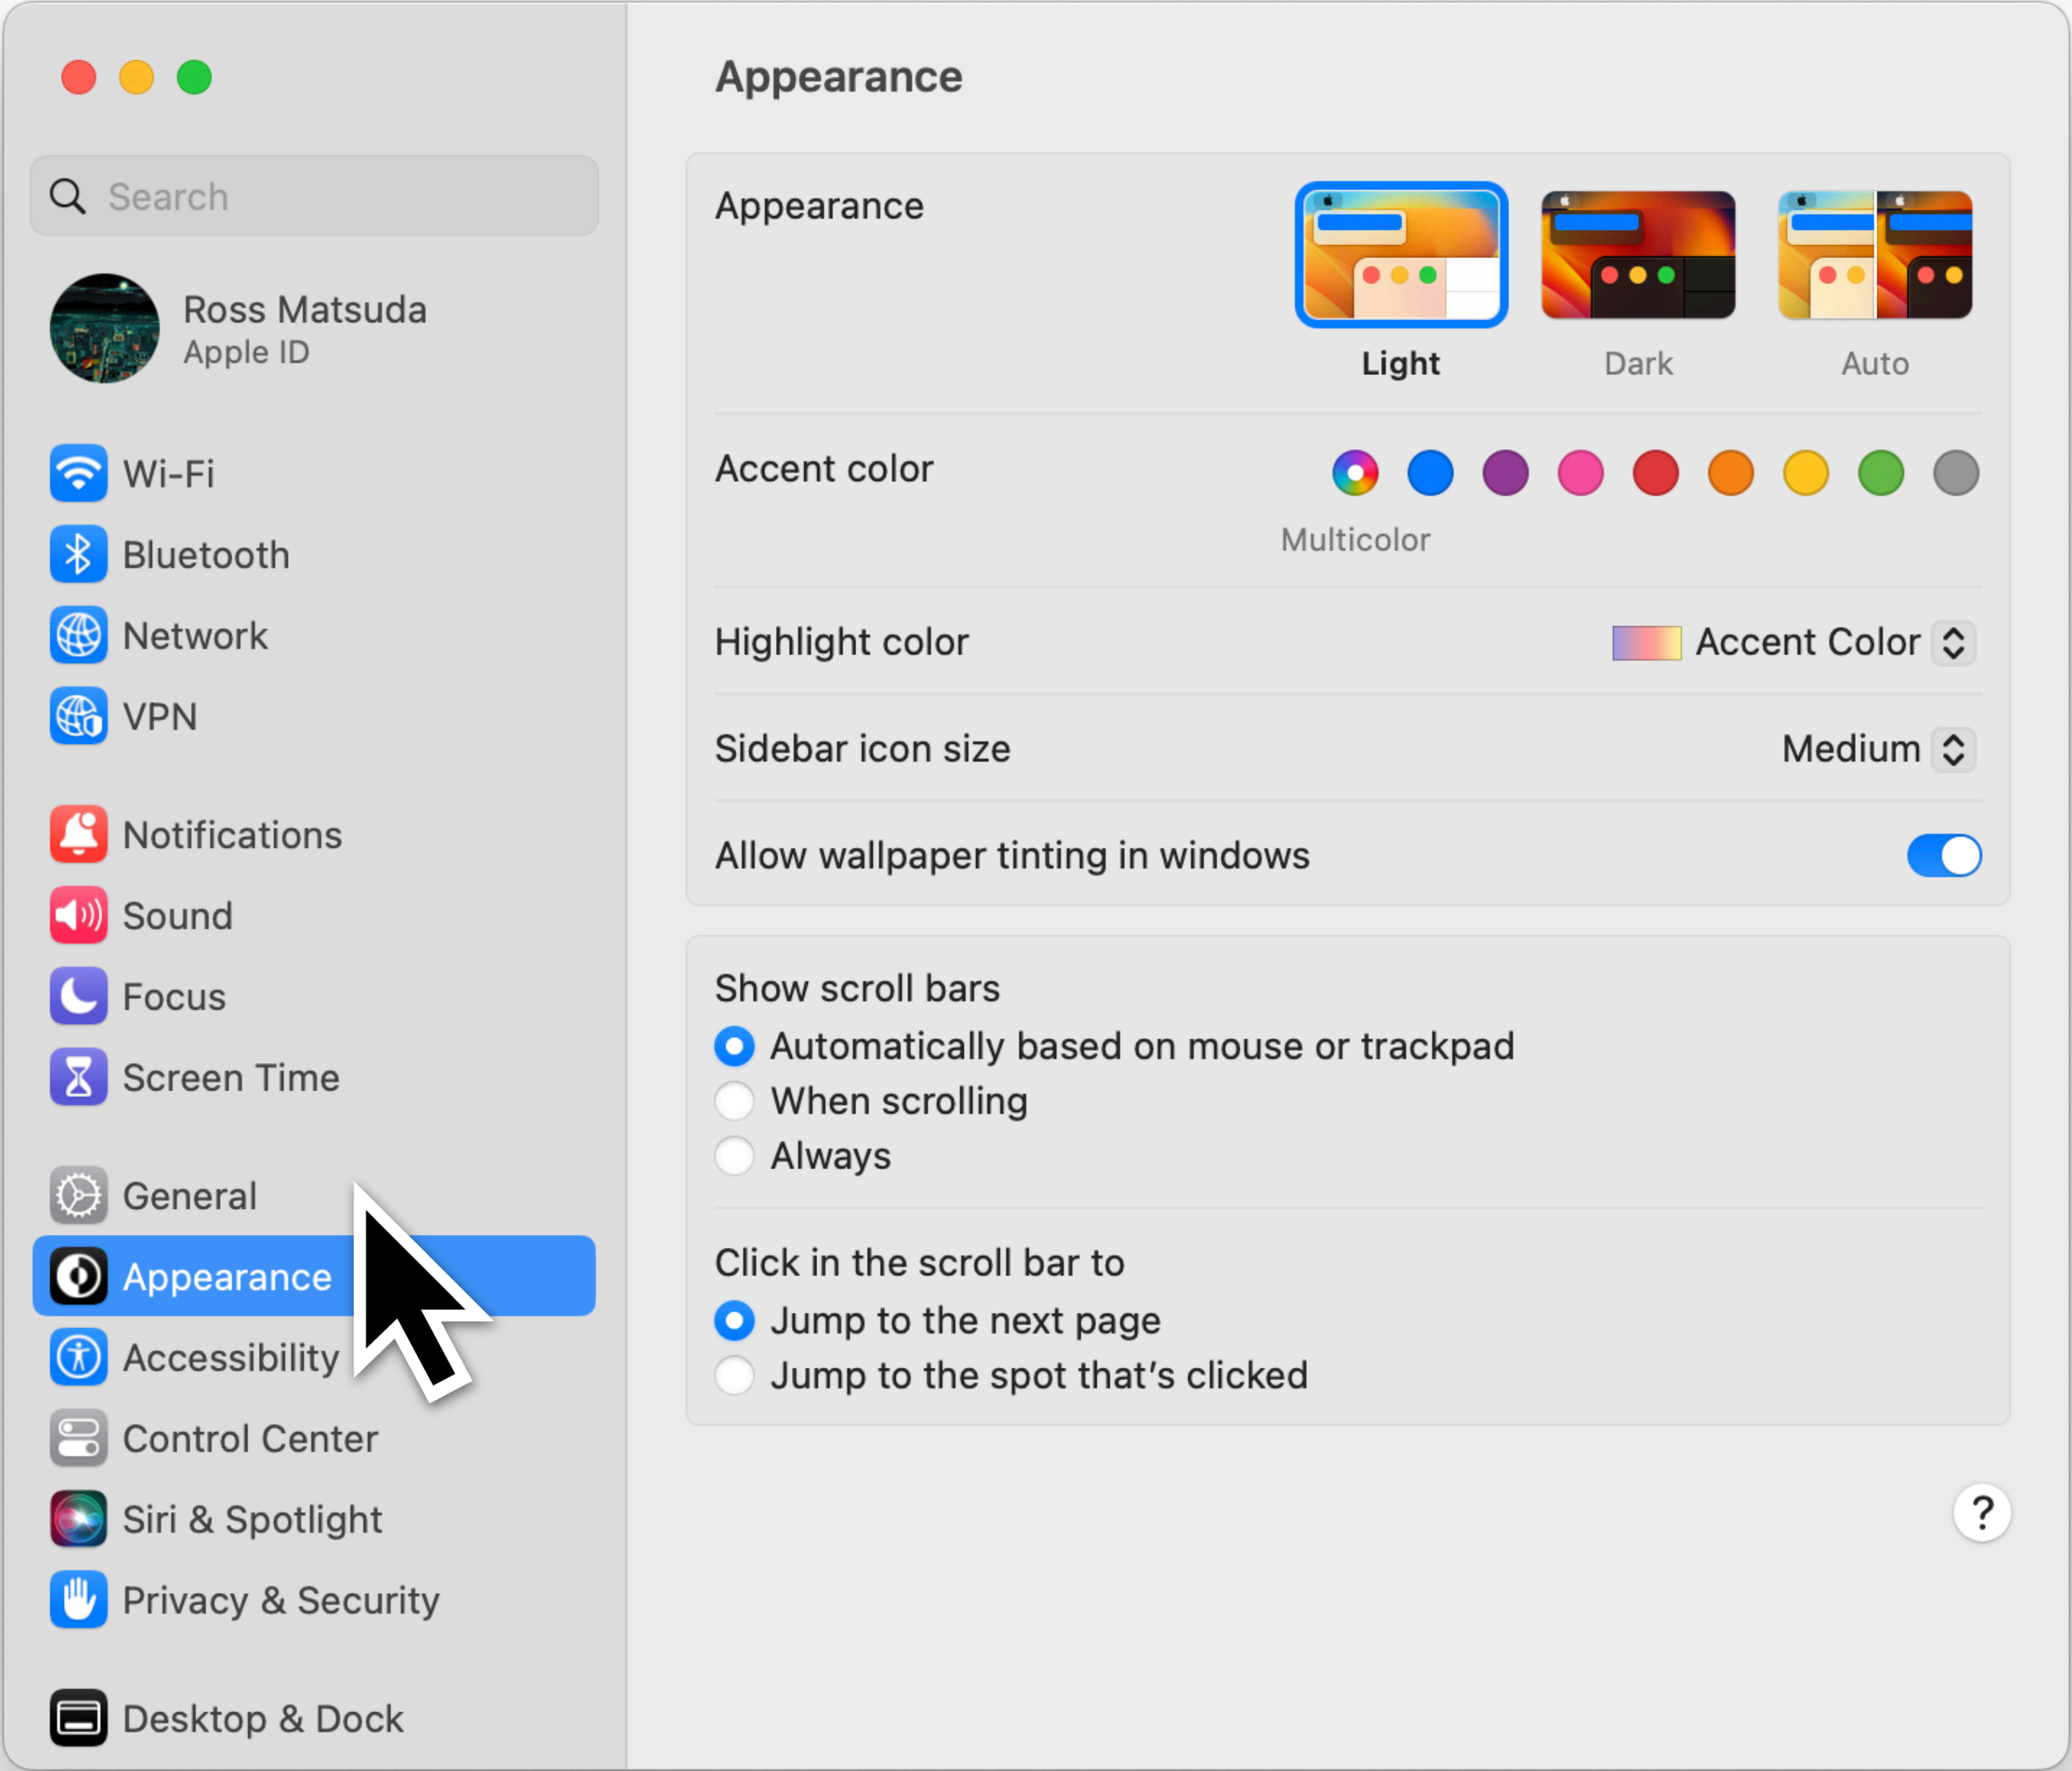 Search
Ross Matsuda
Apple ID
Wi-Fi
Bluetooth
Network
VPN
Notifications
Sound
Focus
Screen Time
General
Appearance
Accessibility
Control Center
Siri & Spotlight
Privacy & Security
Desktop & Dock
Appearance
Appearance
Light Dark Auto
Accent color
Multicolor
Highlight color Accent Color
Sidebar icon size Medium
Allow wallpaper tinting in windows
Show scroll bars
Automatically based on mouse or trackpad
When scrolling
Always
Click in the scroll bar to
Jump to the next page
Jump to the spot that’s clicked
?